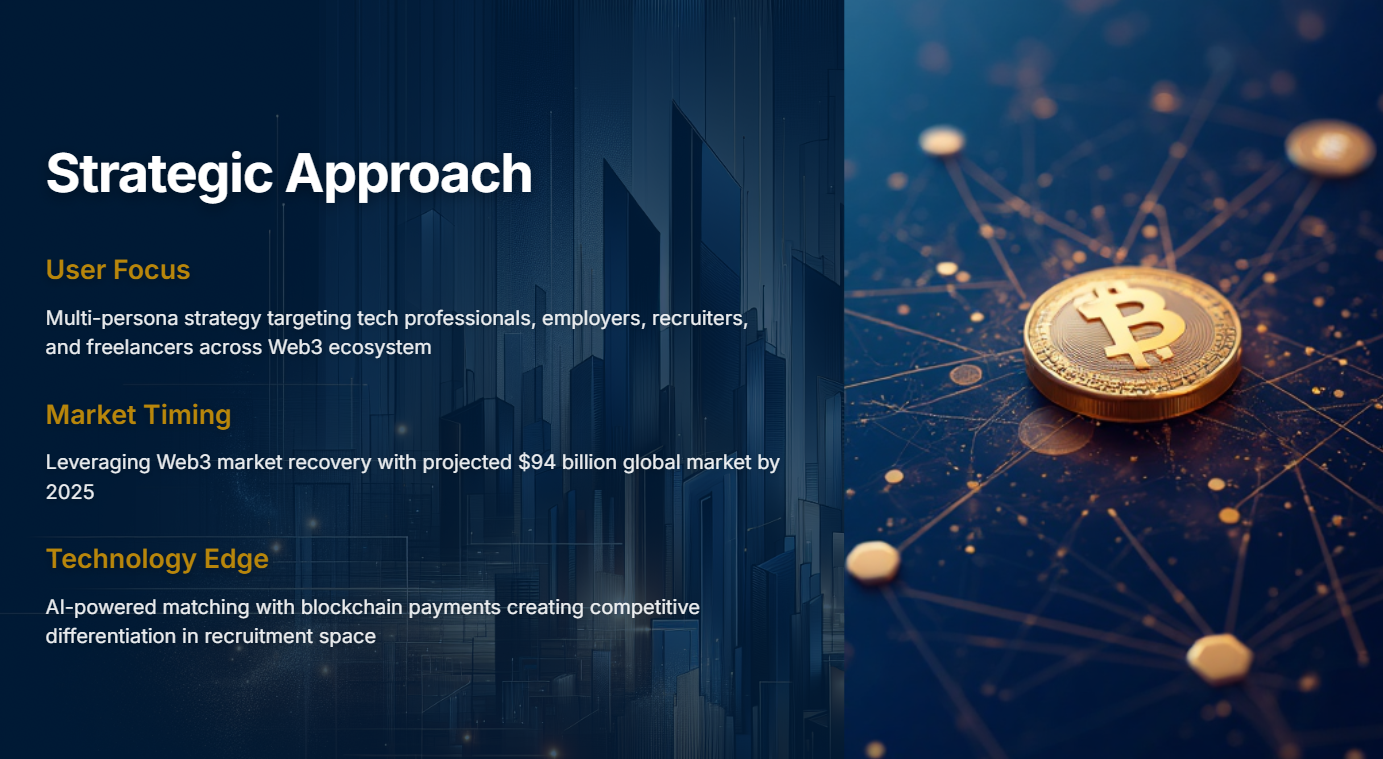 Strategic Approach
User Focus
Multi-persona strategy targeting tech professionals, employers, recruiters,
and freelancers across Web3 ecosystem
Market Timing
Leveraging Web3 market recovery with projected $94 billion global market by
2025
Technology Edge
AI-powered matching with blockchain payments creating competitive
differentiation in recruitment space